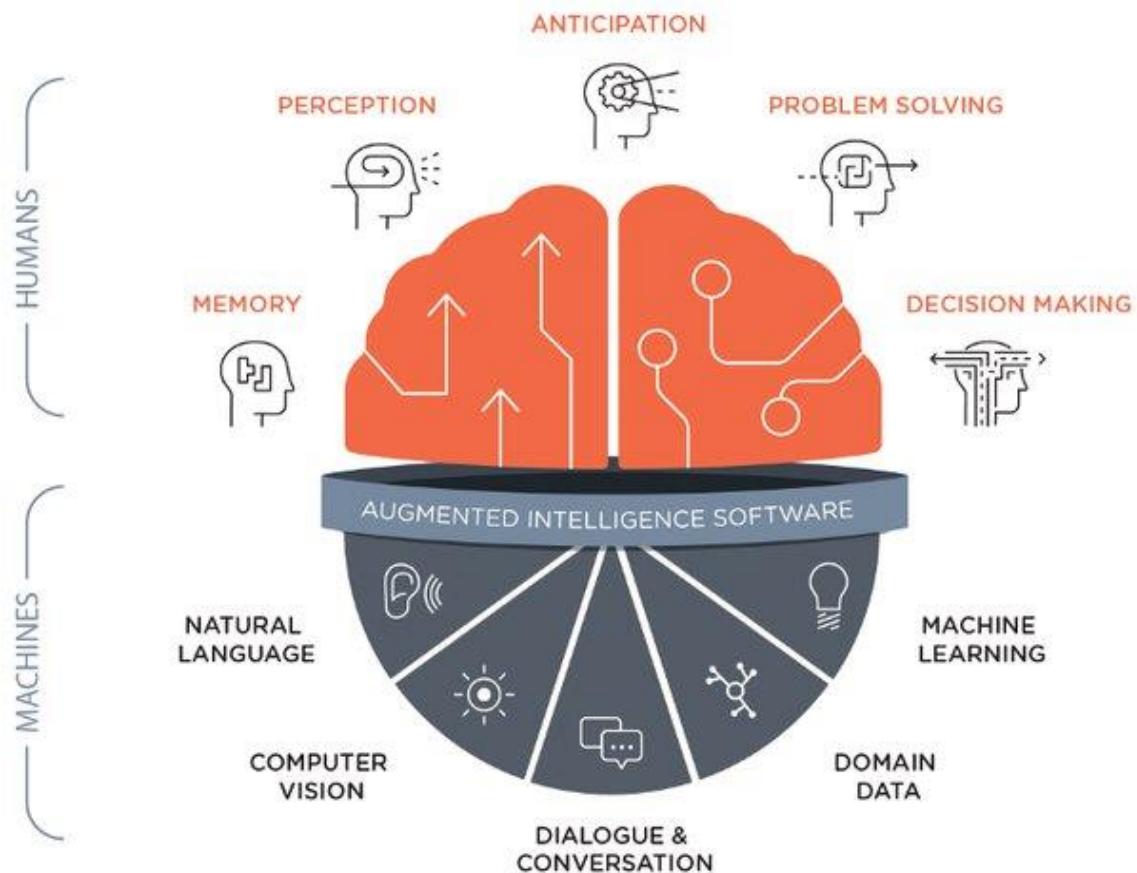 ANTICIPATION
PERCEPTION
PROBLEM SOLVING
HUMANS
MEMORY
DECISION MAKING
AUGMENTED INTELLIGENCE SOFTWARE
MACHINES
NATURAL
LANGUAGE
MACHINE
LEARNING
COMPUTER
VISION
DOMAIN
DATA
DIALOGUE &
CONVERSATION